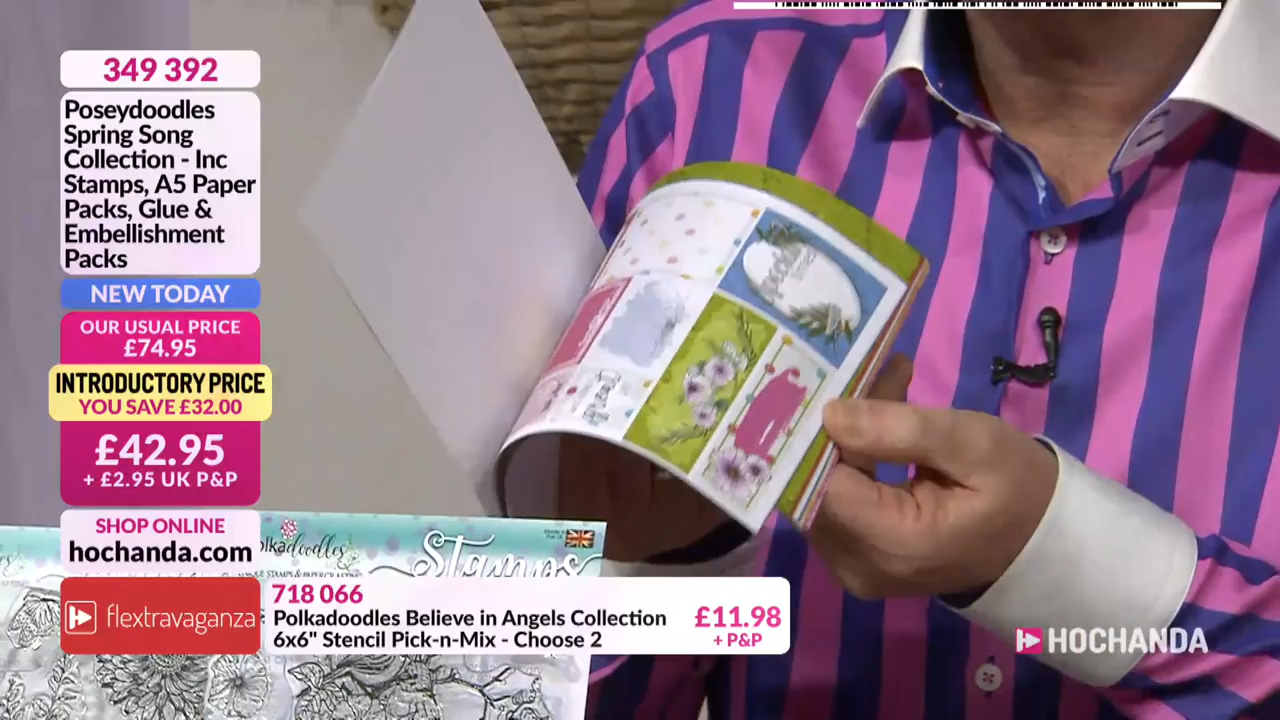 349 392
Poseydoodles
Spring Song
Collection - Inc
Stamps, A5 Paper
Packs, Glue &
Embellishment
Packs
NEW TODAY
OUR USUAL PRICE
£74.95
INTRODUCTORY PRICE
YOU SAVE £32.00
£42.95
+ £2.95 UK P&P
SHOP ONLINE
hochanda.com
Stamps
flextravaganza
718 066
Polkadoodles Believe in Angels Collection
6x6" Stencil Pick-n-Mix - Choose 2
£11.98
+ P&P
HOCHANDA